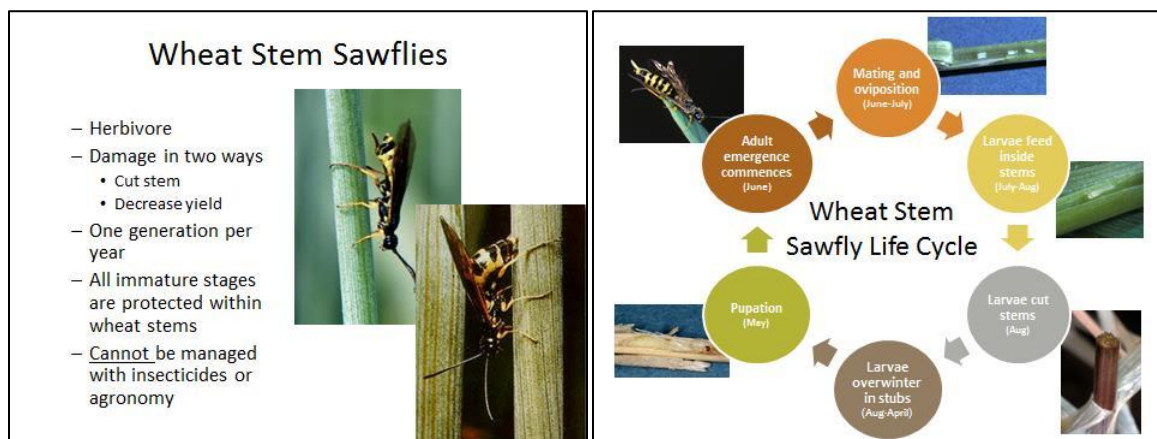 Wheat Stem Sawflies
– Herbivore
– Damage in two ways
• Cut stem
• Decrease yield
– One generation per
year
– All immature stages
are protected within
wheat stems
– Cannot be managed
with insecticides or
agronomy
Mating and
oviposition
(June-July)
Larvae feed
inside
stems
(July-Aug)
Larvae cut
stems
(Aug)
Larvae
overwinter
in stubs
(Aug-April)
Pupation
(May)
Adult
emergence
commences
(June)
Wheat Stem
Sawfly Life Cycle